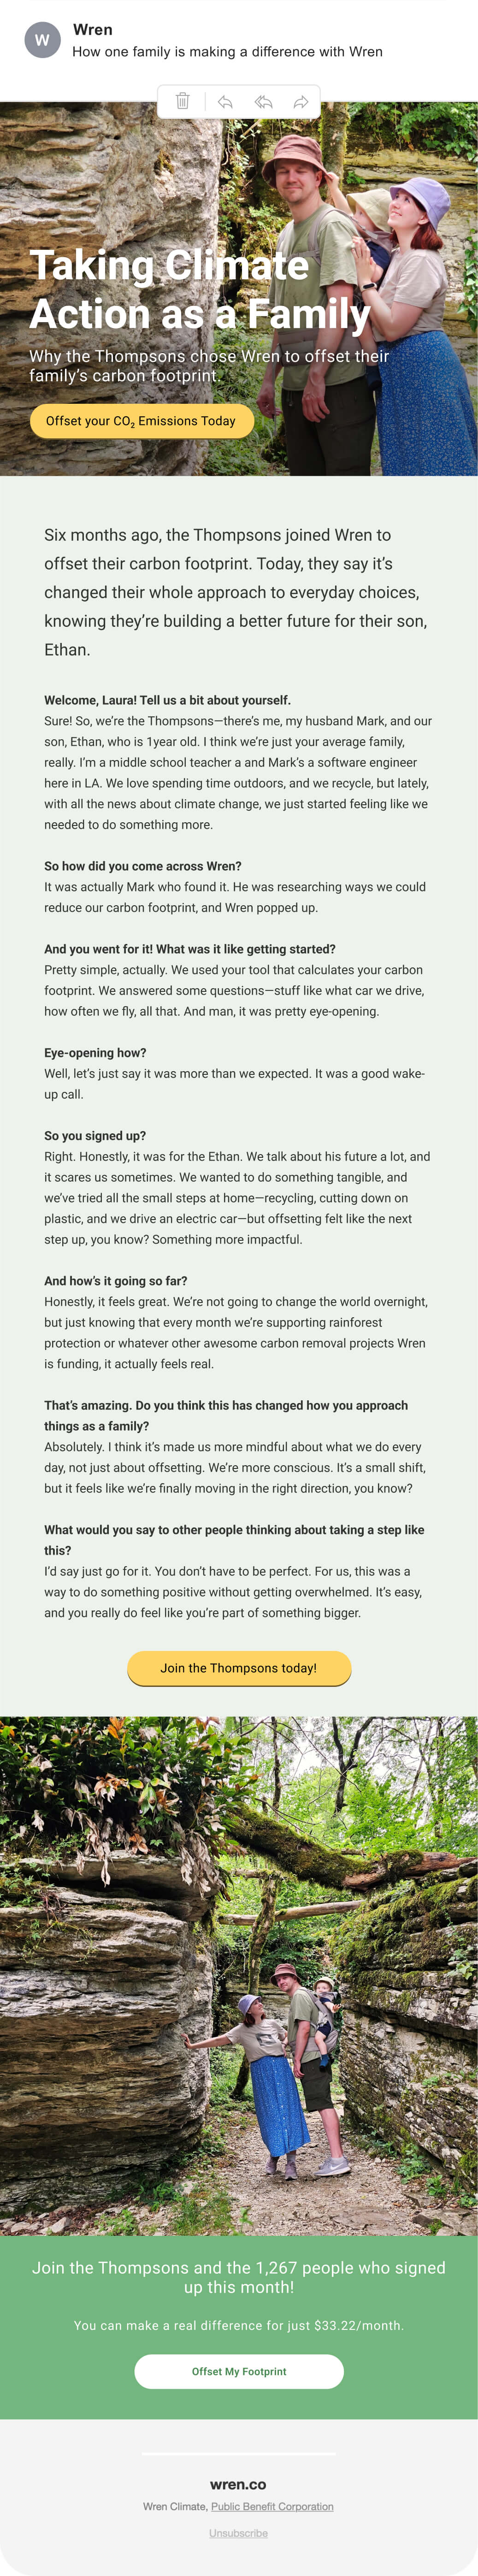 W
Wren
How one family is making a difference with Wren
Taking Climate
Action as a Family
Why the Thompsons chose Wren to offset their
family's carbon footprint.
Offset your CO₂ Emissions Today
Six months ago, the Thompsons joined Wren to
offset their carbon footprint. Today, they say it's
changed their whole approach to everyday choices,
knowing they're building a better future for their son,
Ethan.
Welcome, Laura! Tell us a bit about yourself.
Sure! So, we're the Thompsons—there's me, my husband Mark, and our
son, Ethan, who is 1year old. I think we're just your average family,
really. I'm a middle school teacher a and Mark's a software engineer
here in LA. We love spending time outdoors, and we recycle, but lately,
with all the news about climate change, we just started feeling like we
needed to do something more.
So how did you come across Wren?
It was actually Mark who found it. He was researching ways we could
reduce our carbon footprint, and Wren popped up.
And you went for it! What was it like getting started?
Pretty simple, actually. We used your tool that calculates your carbon
footprint. We answered some questions—stuff like what car we drive,
how often we fly, all that. And man, it was pretty eye-opening.
Eye-opening how?
Well, let's just say it was more than we expected. It was a good wake-
up call.
So you signed up?
Right. Honestly, it was for the Ethan. We talk about his future a lot, and
it scares us sometimes. We wanted to do something tangible, and
we've tried all the small steps at home—recycling, cutting down on
plastic, and we drive an electric car—but offsetting felt like the next
step up, you know? Something more impactful.
And how's it going so far?
Honestly, it feels great. We're not going to change the world overnight,
but just knowing that every month we're supporting rainforest
protection or whatever other awesome carbon removal projects Wren
is funding, it actually feels real.
That's amazing. Do you think this has changed how you approach
things as a family?
Absolutely. I think it's made us more mindful about what we do every
day, not just about offsetting. We're more conscious. It's a small shift,
but it feels like we're finally moving in the right direction, you know?
What would you say to other people thinking about taking a step like
this?
I'd say just go for it. You don't have to be perfect. For us, this was a
way to do something positive without getting overwhelmed. It's easy,
and you really do feel like you're part of something bigger.
Join the Thompsons today!
Join the Thompsons and the 1,267 people who signed
up this month!
You can make a real difference for just $33.22/month.
Offset My Footprint
wren.co
Wren Climate, Public Benefit Corporation
Unsubscribe